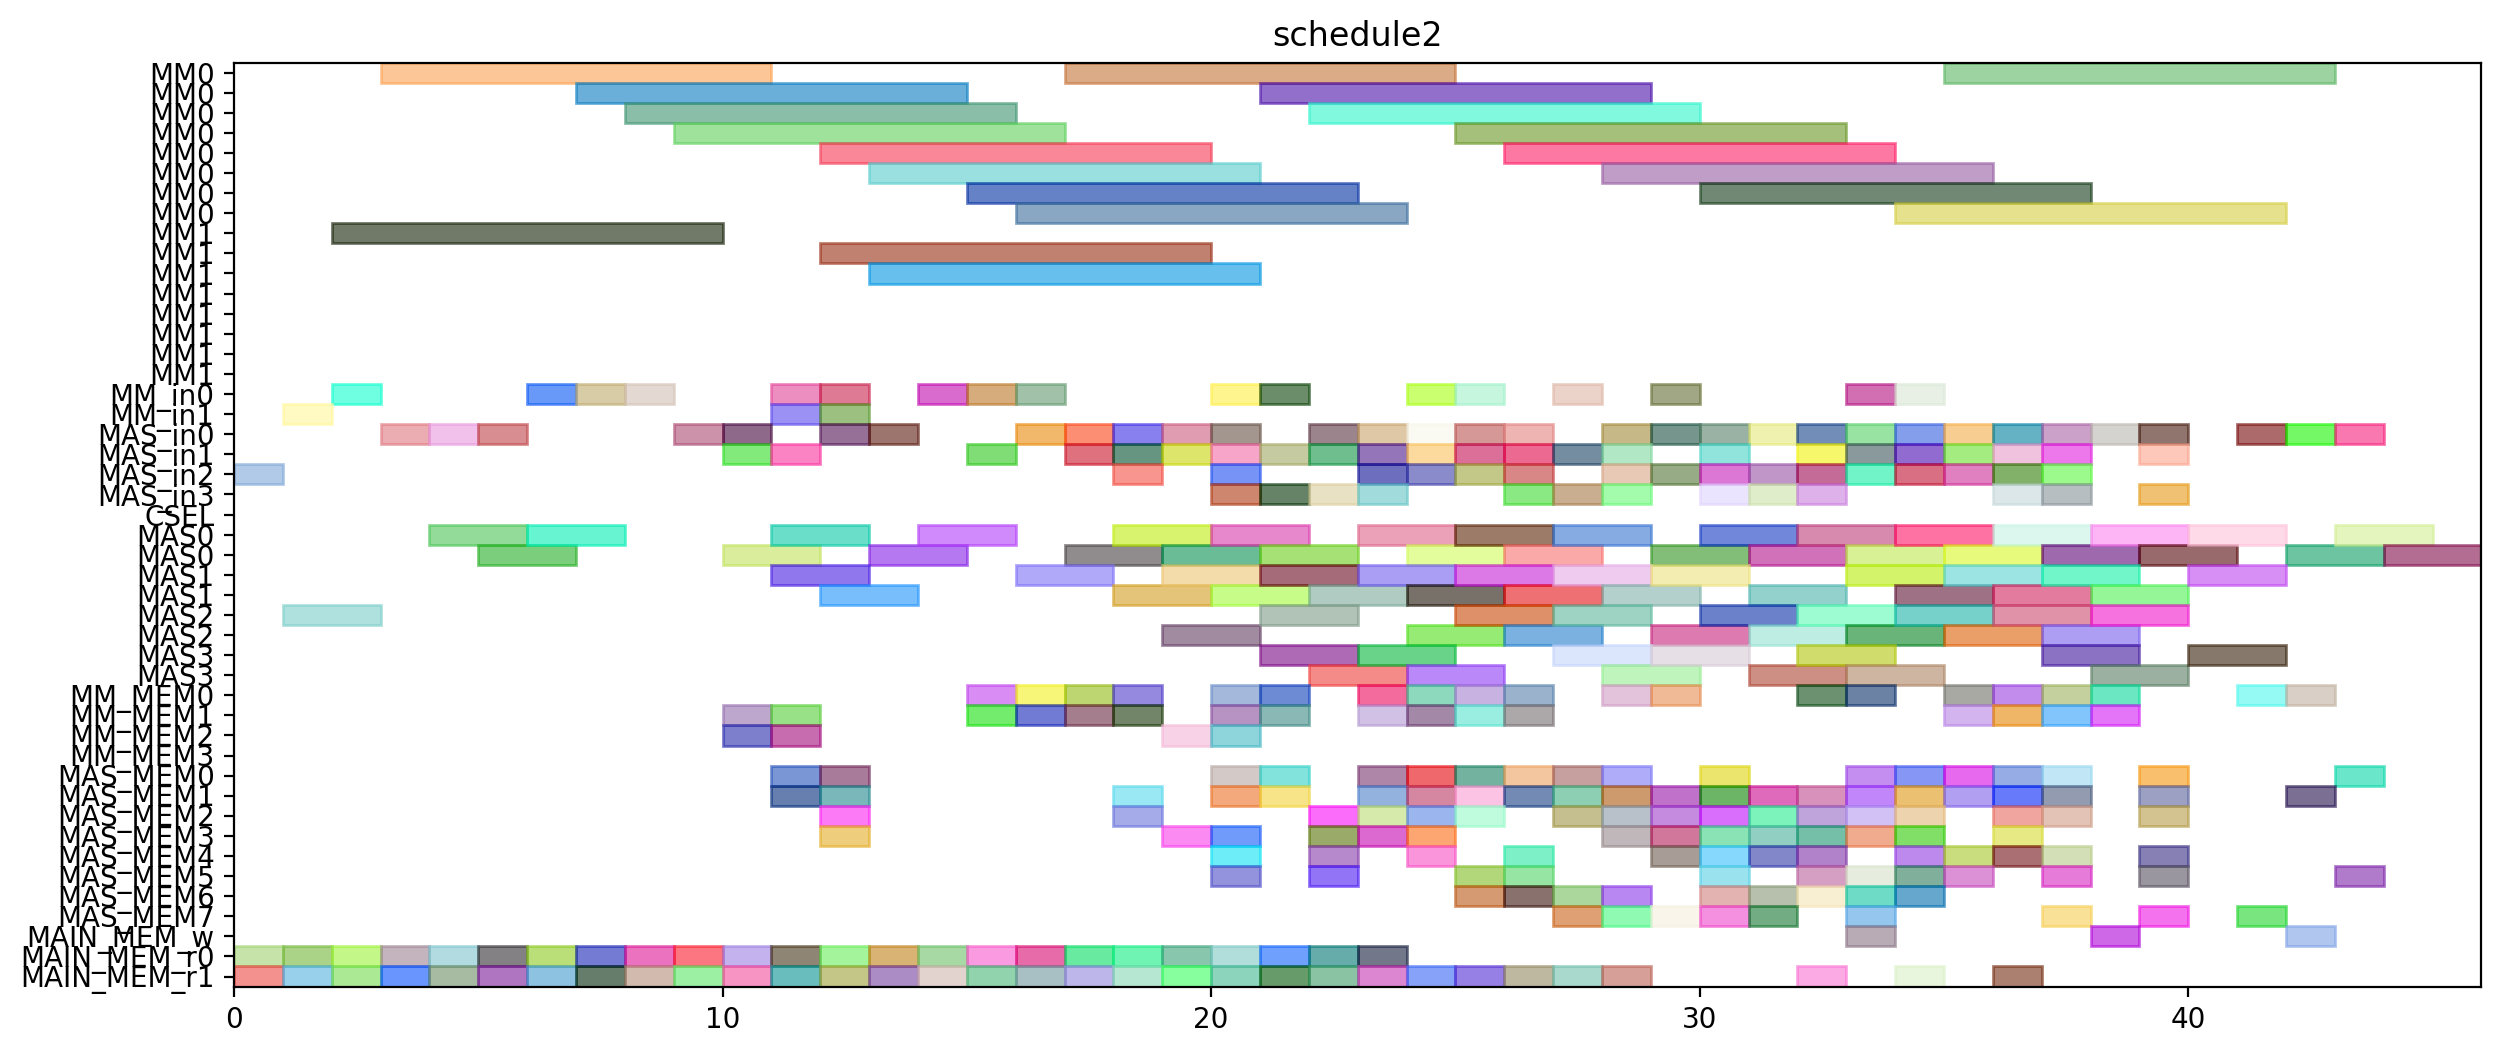 schedule2
MM0
MM0
MM0
MM0
MM0
MM0
MM0
MM0
MM1
MM1
MM1
MM1
MM1
MM1
MM1
MM1
MM_in0
MM_in1
MAS_in0
MAS_in1
MAS_in2
MAS_in3
CSEL
MAS0
MAS0
MAS1
MAS1
MAS2
MAS2
MAS3
MAS3
MM_MEM0
MM_MEM1
MM_MEM2
MM_MEM3
MAS_MEM0
MAS_MEM1
MAS_MEM2
MAS_MEM3
MAS_MEM4
MAS_MEM5
MAS_MEM6
MAS_MEM7
MAIN_MEM_w
MAIN_MEM_r0
MAIN_MEM_r1
0 10 20 30 40